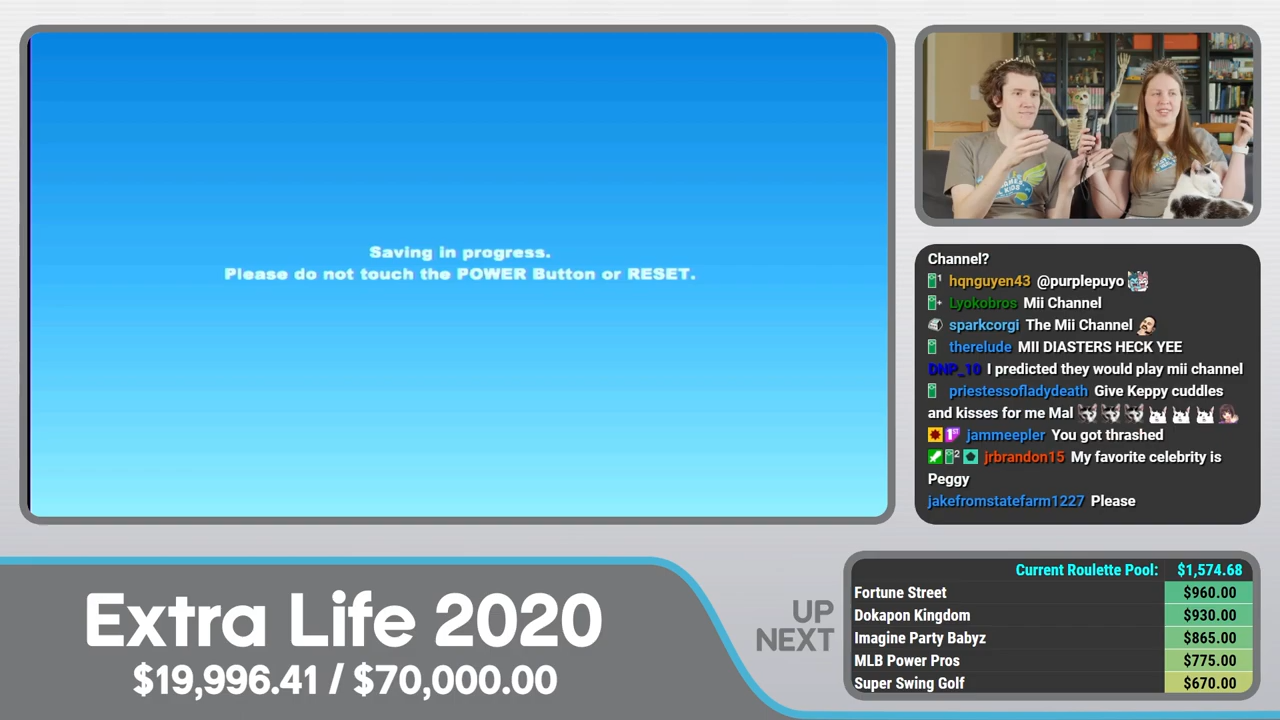 Saving in progress.
Please do not touch the POWER Button or RESET.
Channel?
hqnguyen43 @purplepuyo
Lyokobros Mii Channel
sparkcorgi The Mii Channel
therelude MII DIASTERS HECK YEE
DNP_10 I predicted they would play mii channel
priestessofladydeath Give Keppy cuddles
and kisses for me Mal
jammeepler You got thrashed
jrbrandon15 My favorite celebrity is
Peggy
jakefromstatefarm1227 Please
Extra Life 2020
$19,996.41 / $70,000.00
UP
NEXT
Current Roulette Pool: $1,574.68
Fortune Street $960.00
Dokapon Kingdom $930.00
Imagine Party Babyz $865.00
MLB Power Pros $775.00
Super Swing Golf $670.00